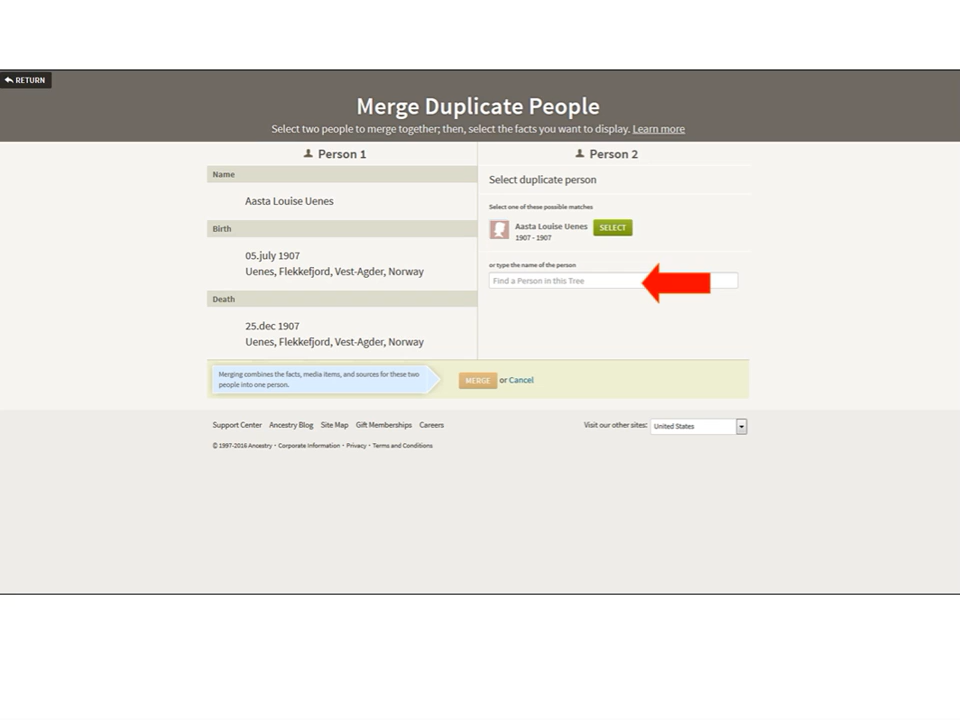 RETURN
Merge Duplicate People
Select two people to merge together; then, select the facts you want to display. Learn more
Person 1
Name
Aasta Louise Uenes
Birth
05.july 1907
Uenes, Flekkefjord, Vest-Agder, Norway
Death
25.dec 1907
Uenes, Flekkefjord, Vest-Agder, Norway
Person 2
Select duplicate person
Select one of these possible matches
Aasta Louise Uenes
1907 - 1907
SELECT
or type the name of the person
Find a Person in this Tree
Merging combines the facts, media items, and sources for these two
people into one person.
MERGE or Cancel
Support Center Ancestry Blog Site Map Gift Memberships Careers
Visit our other sites: United States
© 1997-2016 Ancestry · Corporate Information · Privacy · Terms and Conditions